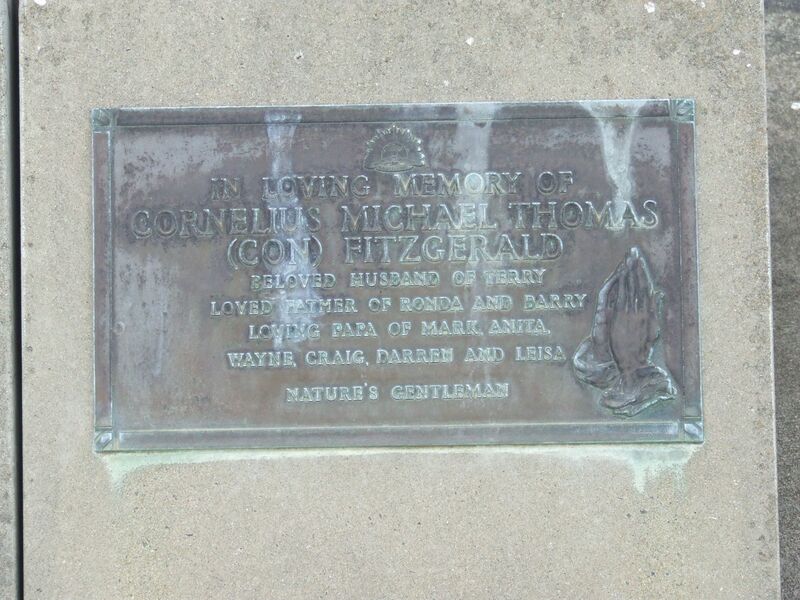 IN LOVING MEMORY OF
CORNELIUS MICHAEL THOMAS
(CON) FITZGERALD
BELOVED HUSBAND OF TERRY
LOVED FATHER OF RONDA AND BARRY
LOVING PAPA OF MARK, ANITA,
WAYNE, CRAIG, DARREN AND LEISA
NATURE'S GENTLEMAN